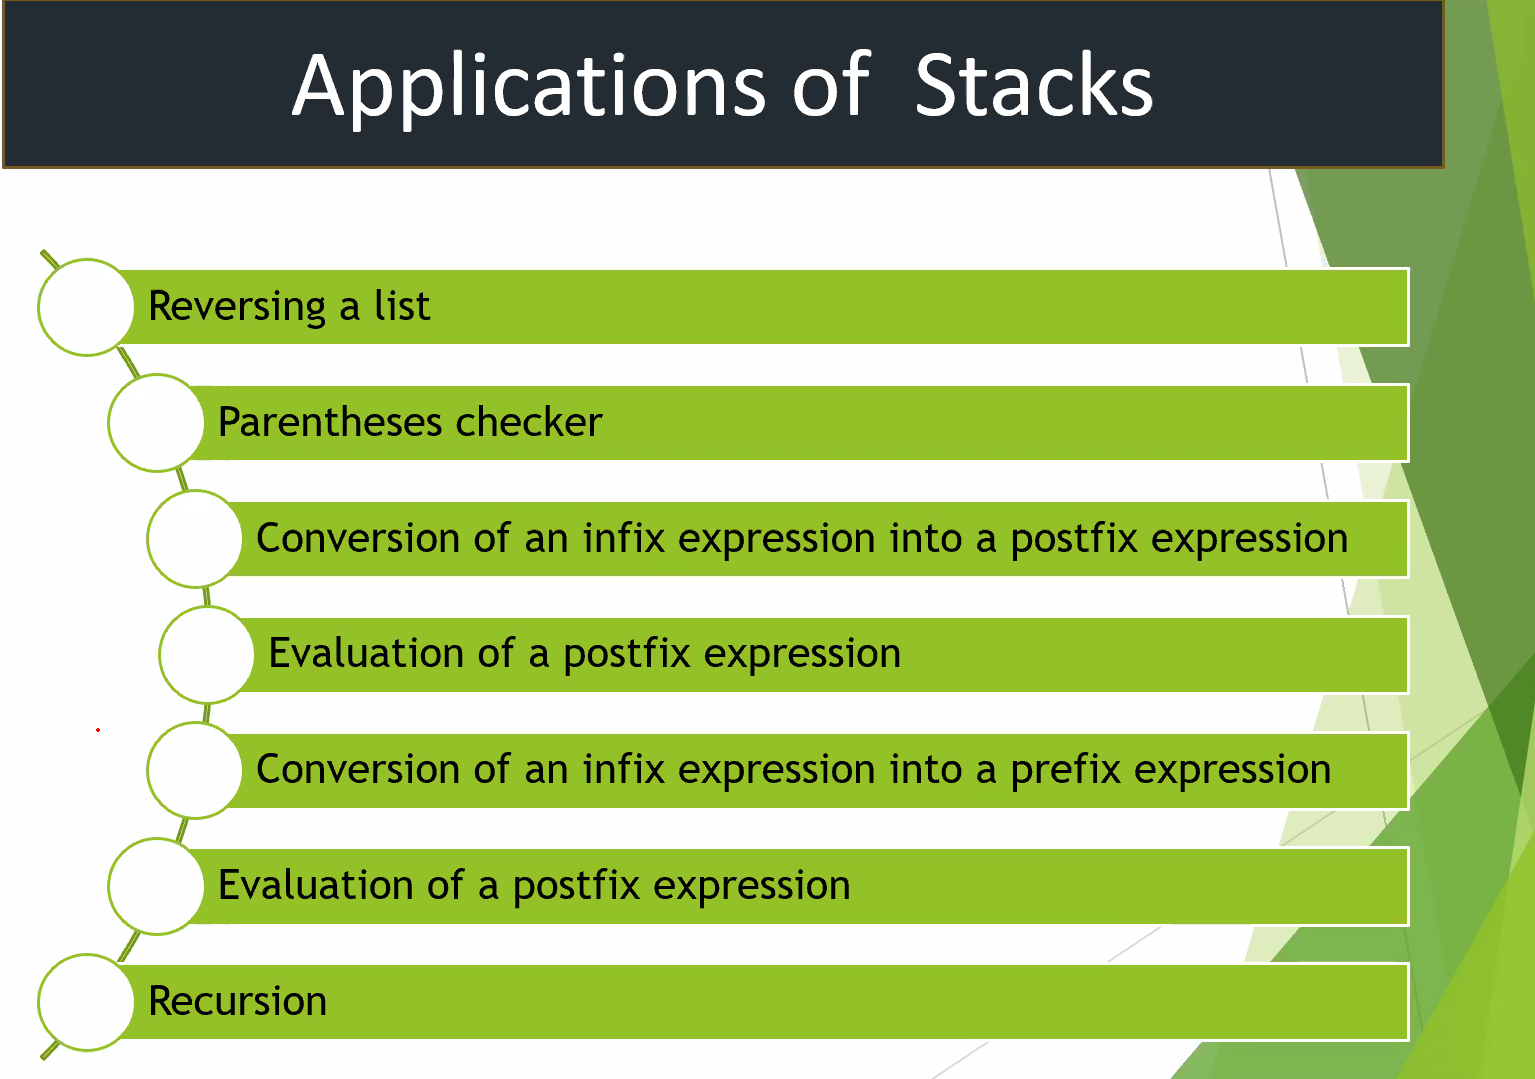 Applications of  Stacks
Reversing a list
Parentheses checker
Conversion of an infix expression into a postfix expression
Evaluation of a postfix expression
Conversion of an infix expression into a prefix expression
Evaluation of a postfix expression
Recursion